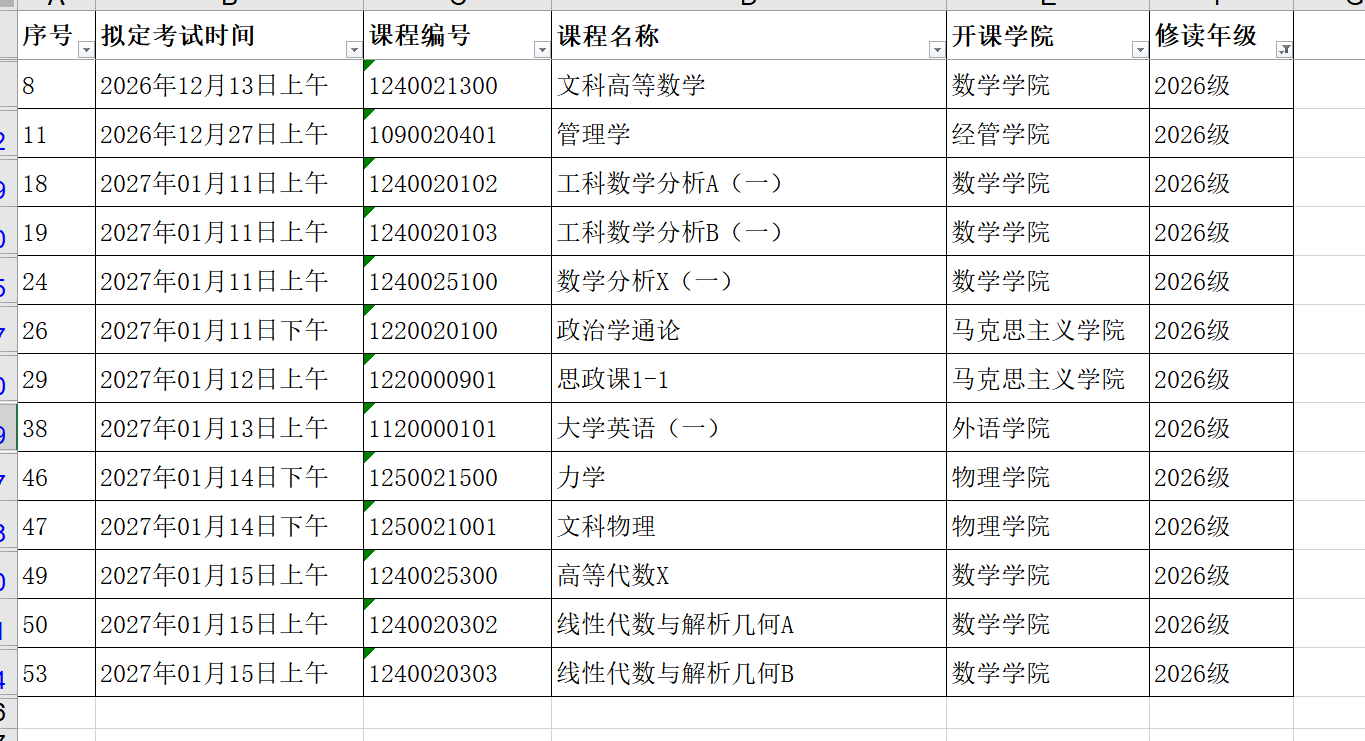 序号 拟定考试时间 课程编号 课程名称 开课学院 修读年级
8 2026年12月13日上午 1240021300 文科高等数学 数学学院 2026级
11 2026年12月27日上午 1090020401 管理学 经管学院 2026级
18 2027年01月11日上午 1240020102 工科数学分析A（一） 数学学院 2026级
19 2027年01月11日上午 1240020103 工科数学分析B（一） 数学学院 2026级
24 2027年01月11日上午 1240025100 数学分析X（一） 数学学院 2026级
26 2027年01月11日下午 1220020100 政治学通论 马克思主义学院 2026级
29 2027年01月12日上午 1220000901 思政课1-1 马克思主义学院 2026级
38 2027年01月13日上午 1120000101 大学英语（一） 外语学院 2026级
46 2027年01月14日下午 1250021500 力学 物理学院 2026级
47 2027年01月14日下午 1250021001 文科物理 物理学院 2026级
49 2027年01月15日上午 1240025300 高等代数X 数学学院 2026级
50 2027年01月15日上午 1240020302 线性代数与解析几何A 数学学院 2026级
53 2027年01月15日上午 1240020303 线性代数与解析几何B 数学学院 2026级